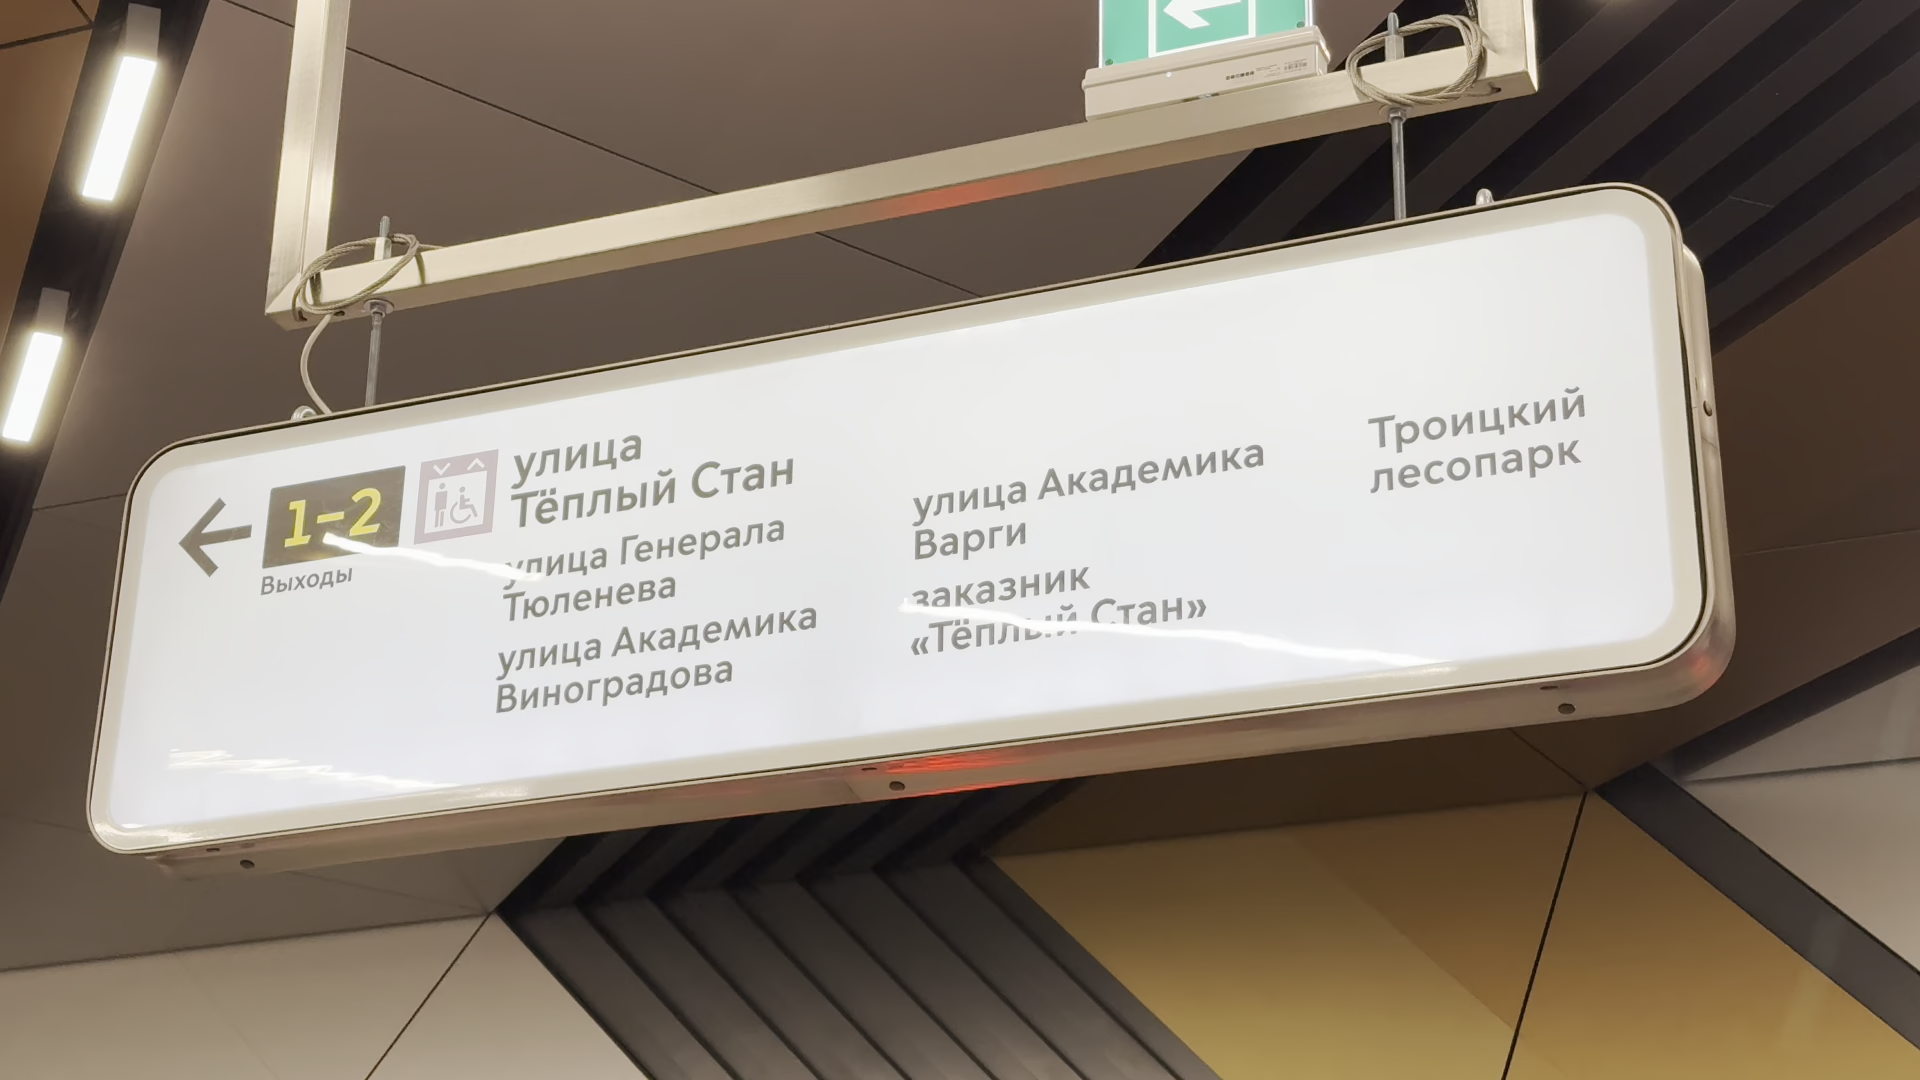 1–2
Выходы
улица
Тёплый Стан
улица Генерала
Тюленева
улица Академика
Виноградова
улица Академика
Варги
заказник
«Тёплый Стан»
Троицкий
лесопарк